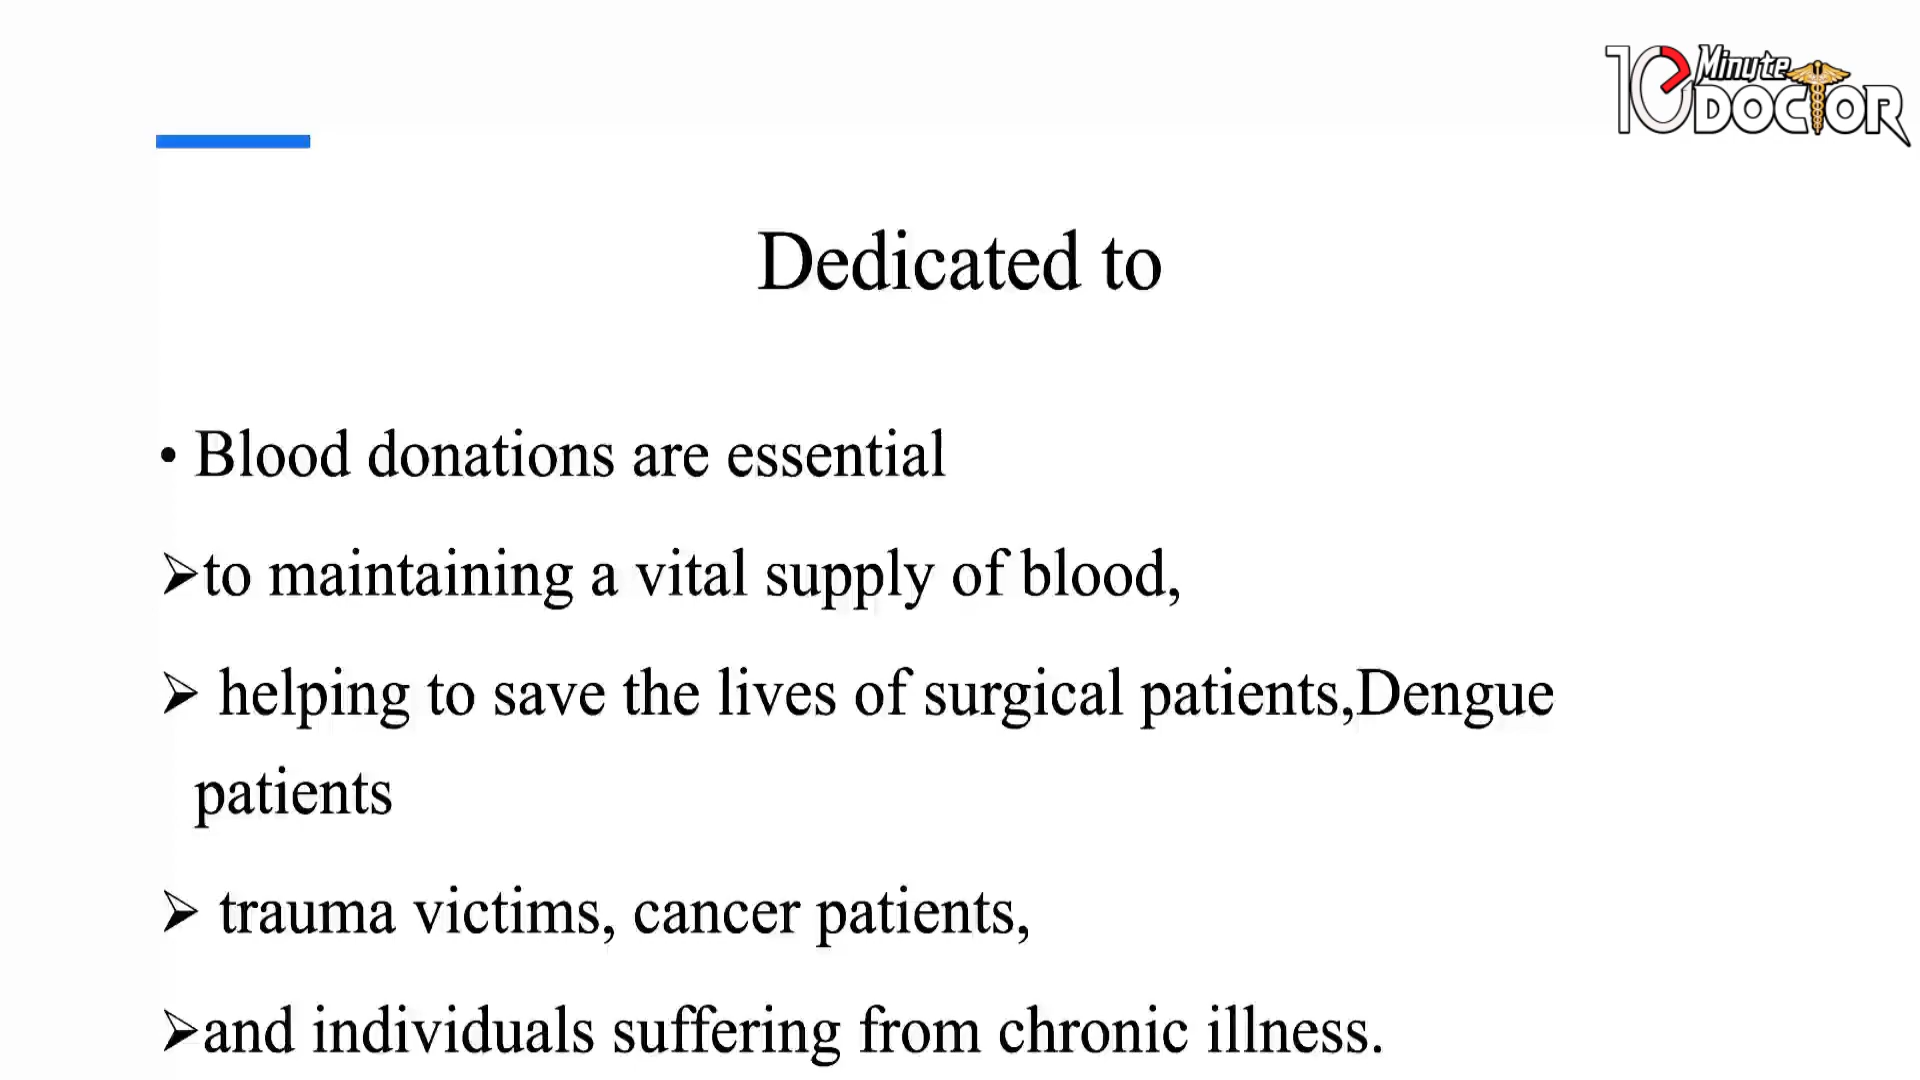 10 Minute
DOCTOR
Dedicated to
• Blood donations are essential
➢to maintaining a vital supply of blood,
➢ helping to save the lives of surgical patients,Dengue
patients
➢ trauma victims, cancer patients,
➢and individuals suffering from chronic illness.